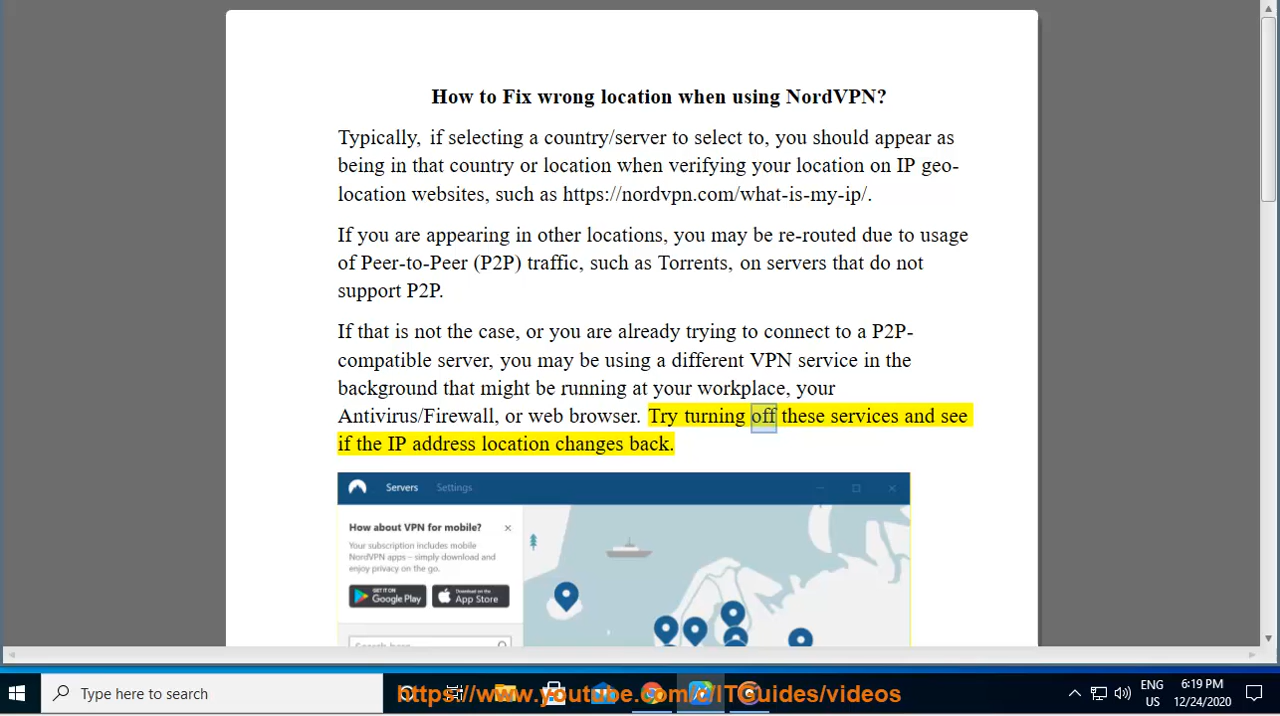 How to Fix wrong location when using NordVPN?
Typically, if selecting a country/server to select to, you should appear as
being in that country or location when verifying your location on IP geo-
location websites, such as https://nordvpn.com/what-is-my-ip/.
If you are appearing in other locations, you may be re-routed due to usage
of Peer-to-Peer (P2P) traffic, such as Torrents, on servers that do not
support P2P.
If that is not the case, or you are already trying to connect to a P2P-
compatible server, you may be using a different VPN service in the
background that might be running at your workplace, your
Antivirus/Firewall, or web browser. Try turning off these services and see
if the IP address location changes back.
Servers Settings
How about VPN for mobile?
Your subscription includes mobile
NordVPN apps – simply download and
enjoy privacy on the go.
GET IT ON Google Play Download on the App Store
Search here...
Type here to search
https://www.youtube.com/c/ITGuides/videos
ENG
US
6:19 PM
12/24/2020